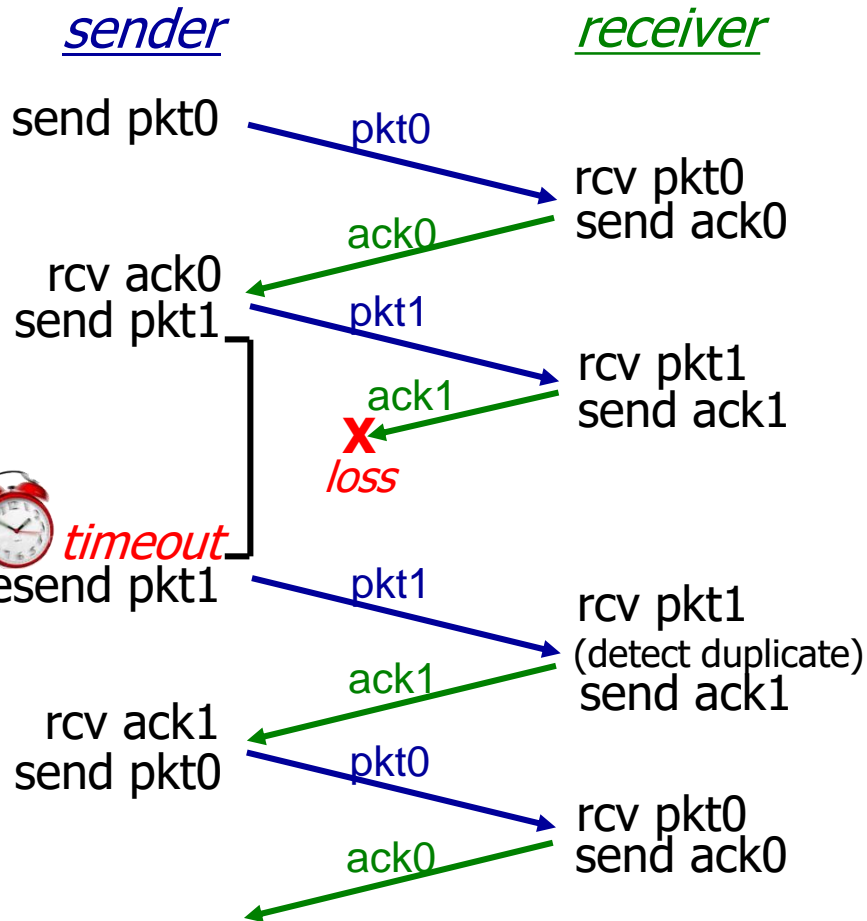 sender
receiver
send pkt0
pkt0
rcv pkt0
send ack0
ack0
rcv ack0
send pkt1
pkt1
rcv pkt1
send ack1
ack1
X
loss
timeout
esend pkt1
pkt1
rcv pkt1
(detect duplicate)
send ack1
ack1
rcv ack1
send pkt0
pkt0
rcv pkt0
send ack0
ack0